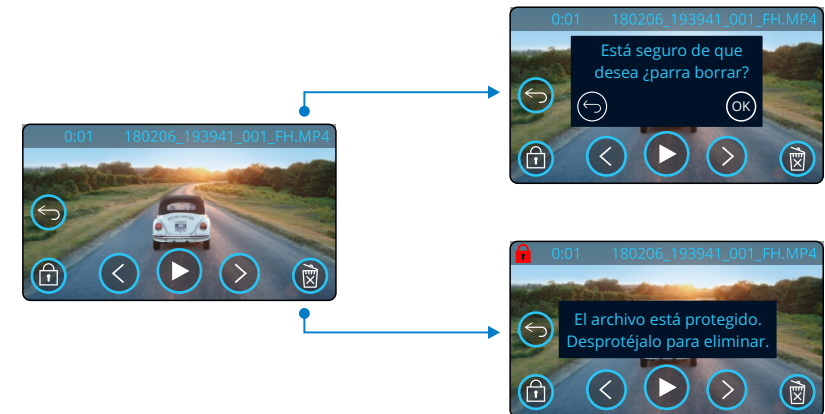 0:01 180206_193941_001_FH.MP4
0:01 180206_193941_001_FH.MP4
Está seguro de que
desea ¿parra borrar?
OK
0:01 180206_193941_001_FH.MP4
El archivo está protegido.
Desprotéjalo para eliminar.